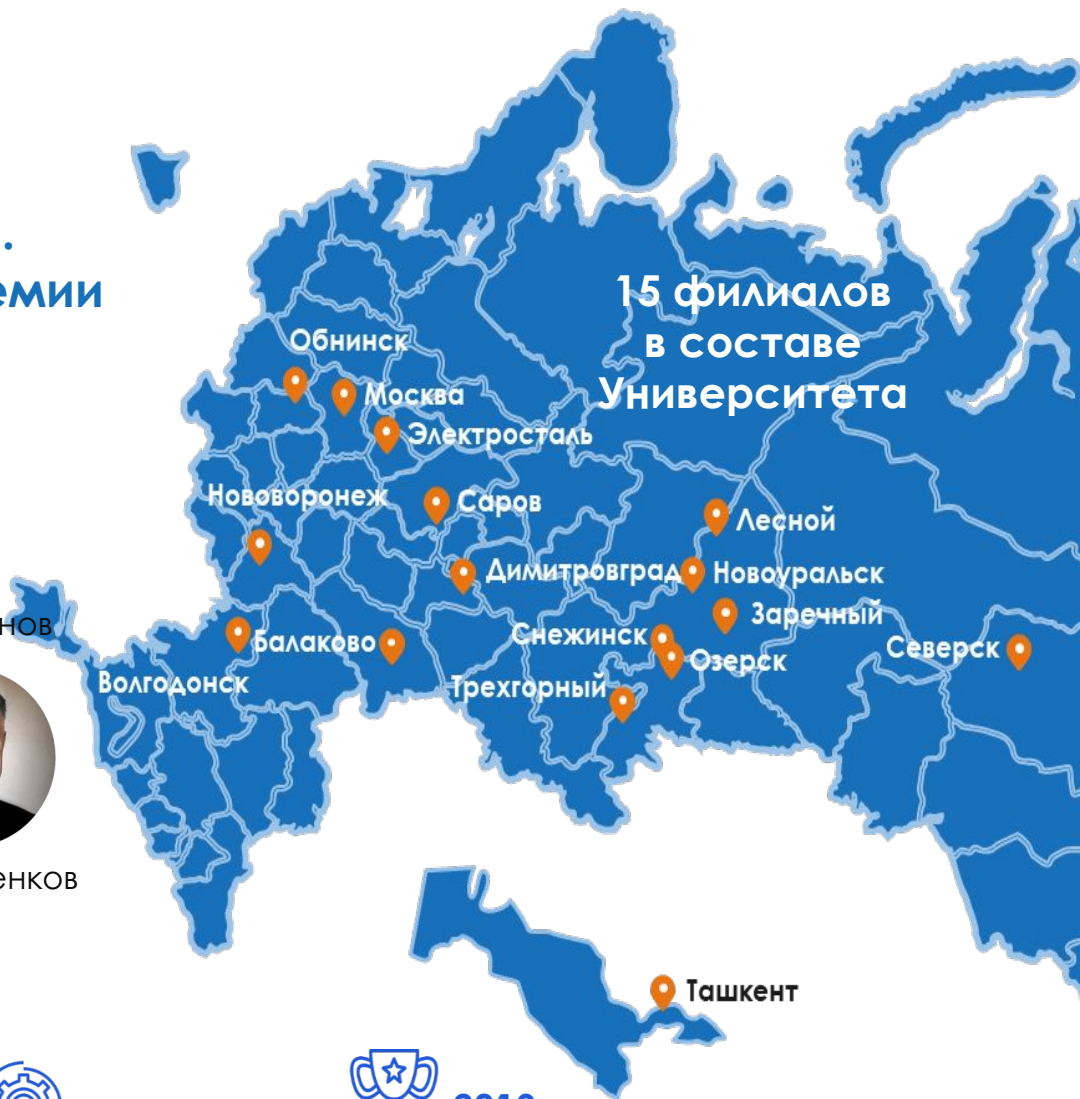 .
емии
15 филиалов
в составе
Университета
Обнинск
Москва
Электросталь
Нововоронеж
Саров
Лесной
Димитровград
Новоуральск
Заречный
нов
Балаково
Снежинск
Озерск
Северск
Волгодонск
Трехгорный
енков
Ташкент